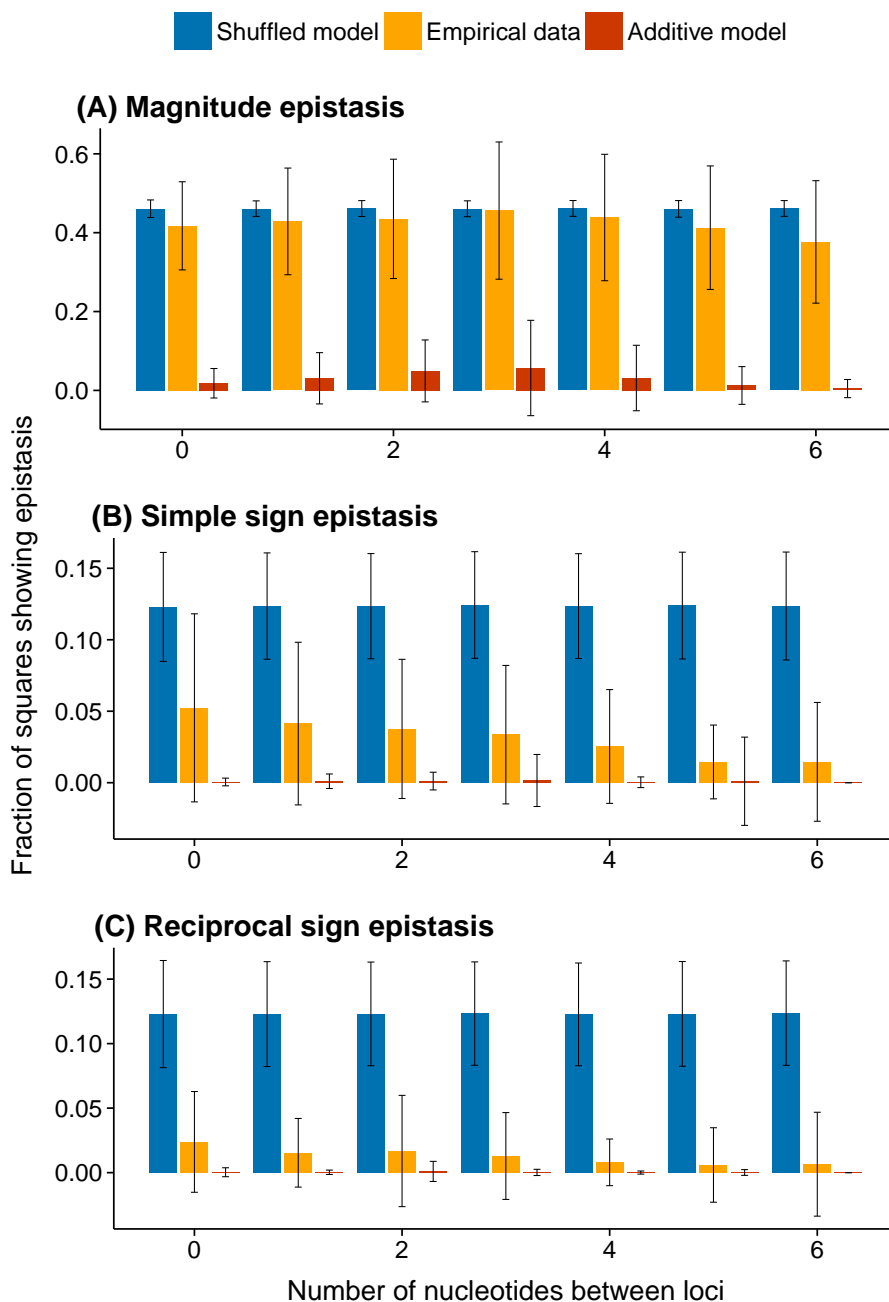 Shuffled model Empirical data Additive model
(A) Magnitude epistasis
0.6
0.4
0.2
0.0
0 2 4 6
Fraction of squares showing epistasis
(B) Simple sign epistasis
0.15
0.10
0.05
0.00
0 2 4 6
(C) Reciprocal sign epistasis
0.15
0.10
0.05
0.00
0 2 4 6
Number of nucleotides between loci